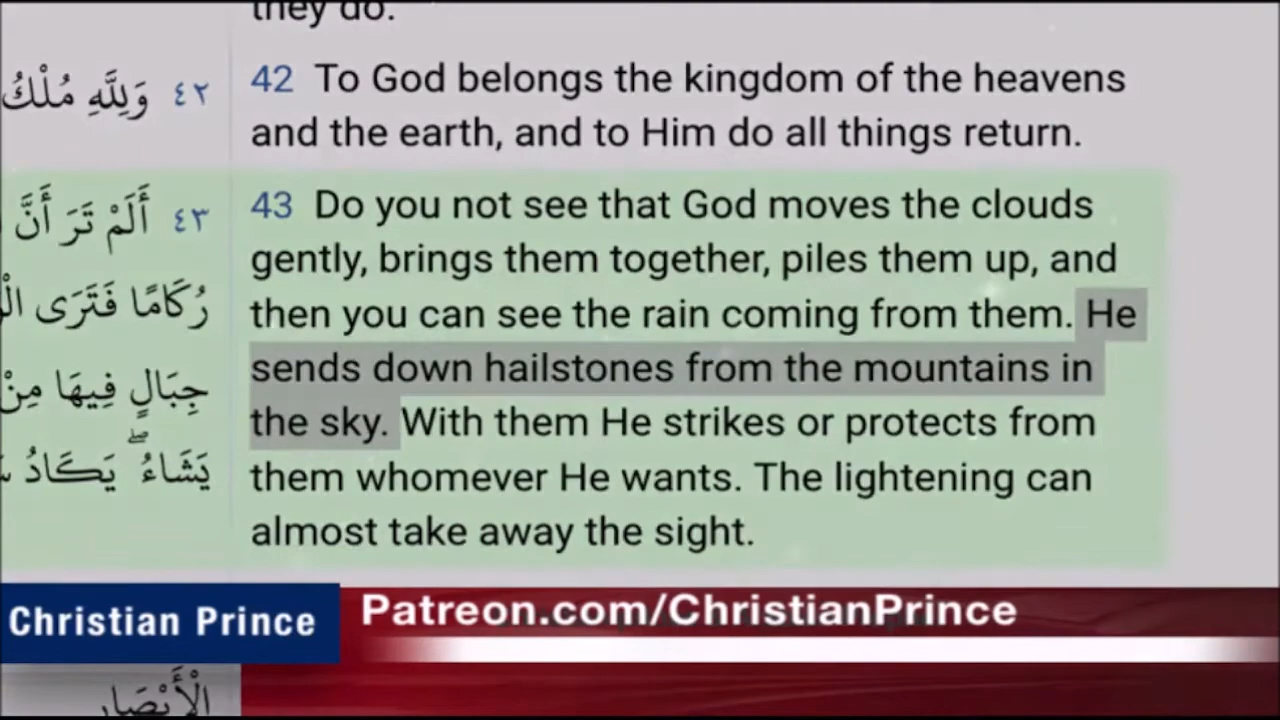 they do.
٤٢ وَلِلَّهِ مُلْكُ
42 To God belongs the kingdom of the heavens
and the earth, and to Him do all things return.
٤٣ أَلَمْ تَرَ أَنَّ
43 Do you not see that God moves the clouds
gently, brings them together, piles them up, and
رُكَامًا فَتَرَى
then you can see the rain coming from them. He
sends down hailstones from the mountains in
جِبَالٍ فِيهَا مِنْ
the sky. With them He strikes or protects from
يَشَاءُ ۖ يَكَادُ
them whomever He wants. The lightening can
almost take away the sight.
Christian Prince
Patreon.com/ChristianPrince
الْأَبْصَارِ